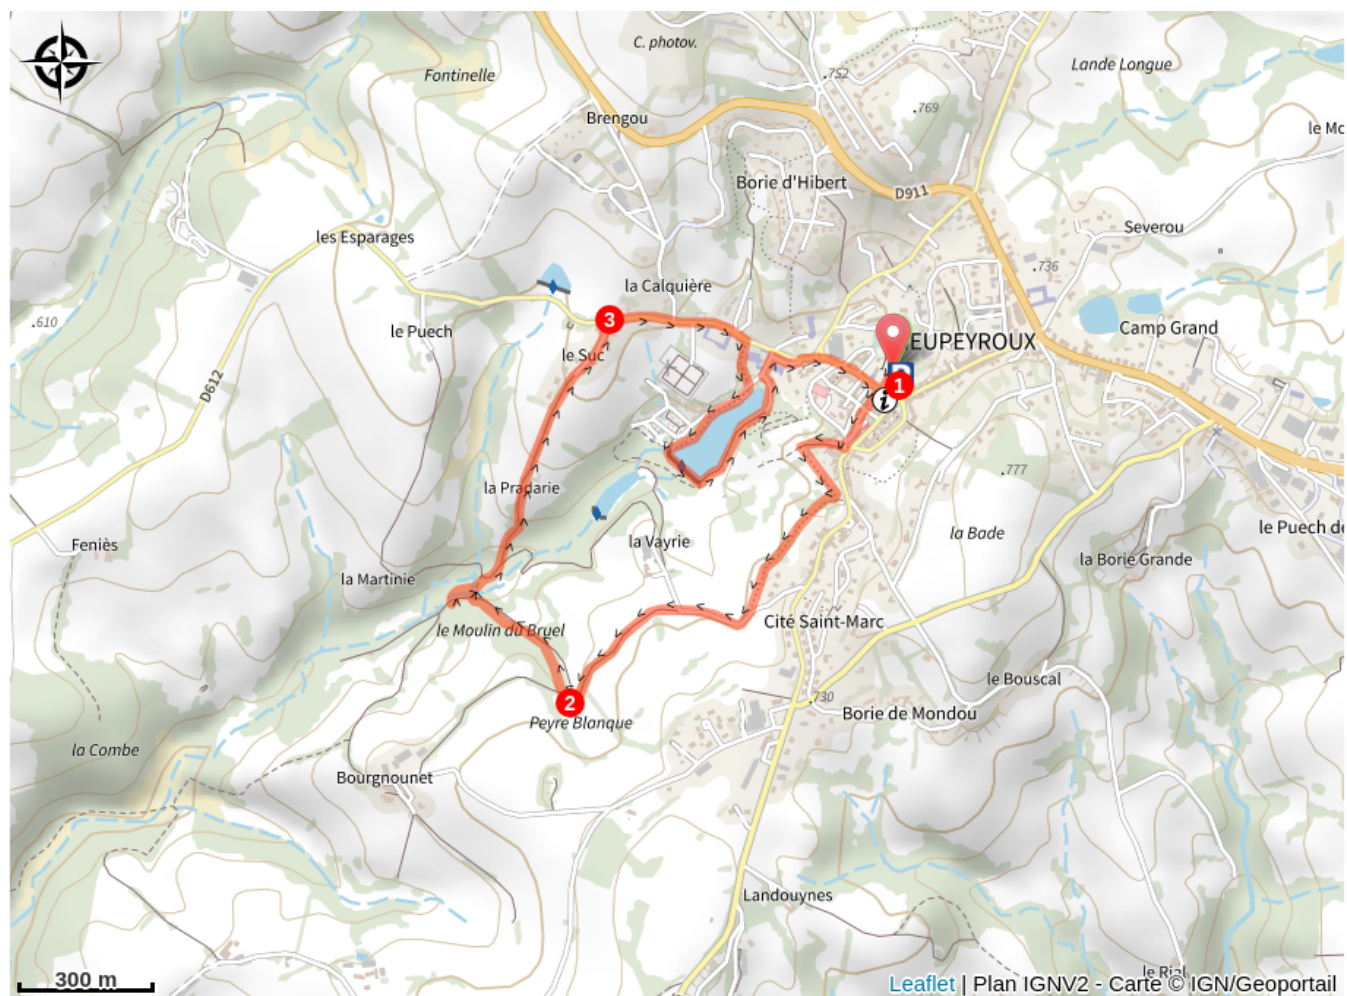 C. photov.
Fontinelle
Lande Longue
752
769
Brengou
le Mo
Borie d'Hibert
D911
les Esparages
Severou
736
la Calquière
.610
le Puech
3
Camp Grand
EUPEYROUX
le Suc
1
i
D612
777
la Pradarie
la Bade
le Puech de
Feniès
la Vayrie
la Borie Grande
la Martinie
Cité Saint-Marc
le Moulin du Bruel
le Bouscal
730
2
Borie de Mondou
Peyre Blanque
la Combe
Bourgnounet
Landouynes
le Rial
300 m
Leaflet | Plan IGNV2 - Carte © IGN/Geoportail